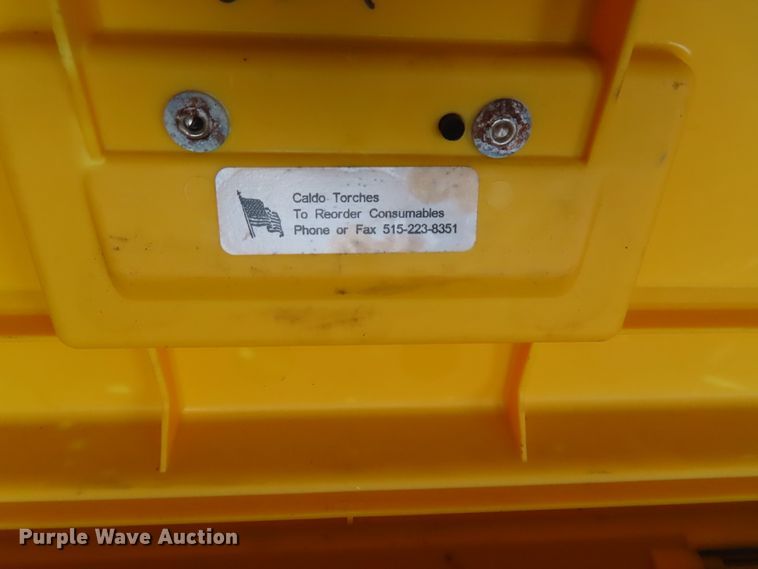 Caldo Torches
To Reorder Consumables
Phone or Fax 515-223-8351
Purple Wave Auction